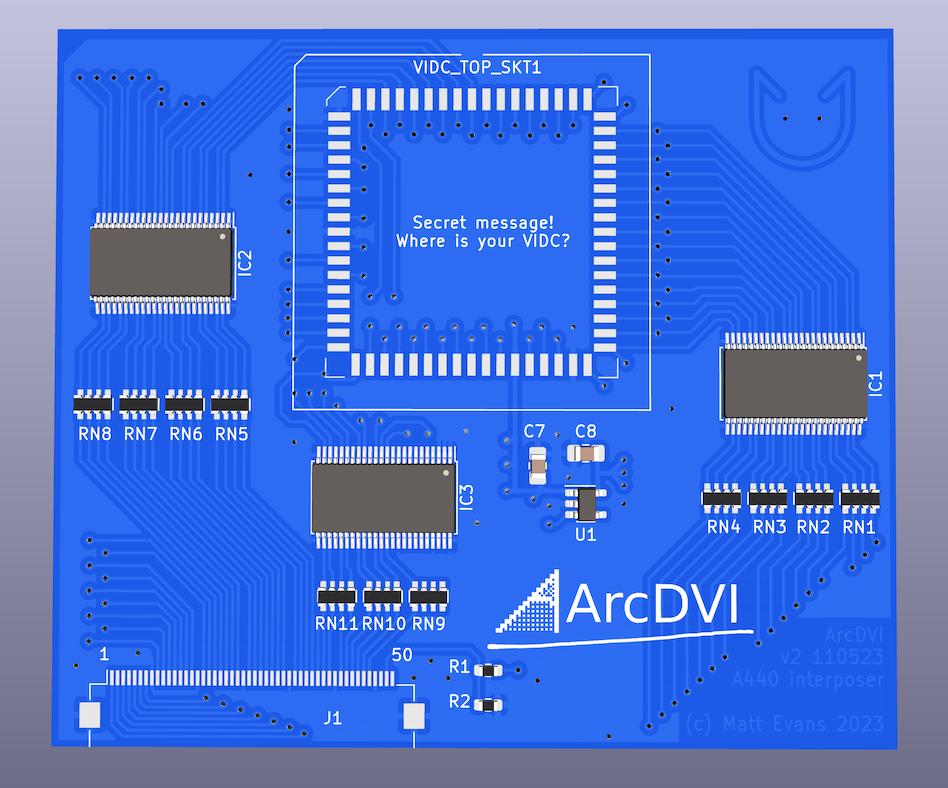 VIDC_TOP_SKT1
Secret message!
Where is your VIDC?
IC2
IC1
RN8 RN7 RN6 RN5
C7 C8
IC3
U1
RN4 RN3 RN2 RN1
RN11 RN10 RN9
ArcDVI
1 50
R1
R2
J1
ArcDVI
v2 110523
A440 interposer
(c) Matt Evans 2023